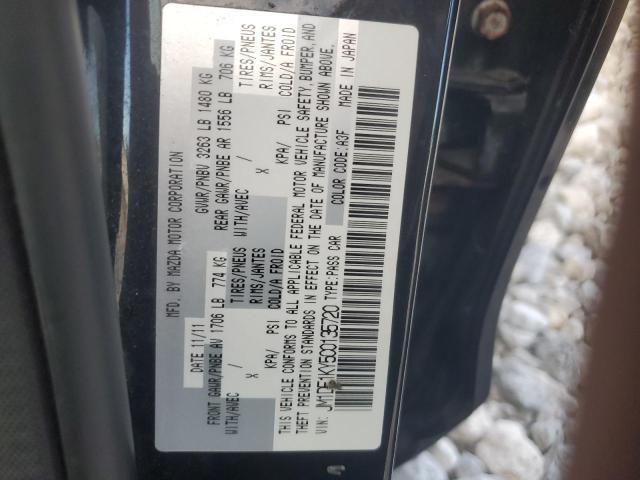 MFD. BY MAZDA MOTOR CORPORATION
DATE 11/11 GVWR/PNBV 3263 LB 1480 KG
FRONT GAWR/PNBE AV 1706 LB 774 KG REAR GAWR/PNBE AR 1556 LB 706 KG
WITH/AVEC TIRES/PNEUS WITH/AVEC TIRES/PNEUS
/ X RIMS/JANTES / X RIMS/JANTES
KPA/ PSI COLD/A FROID KPA/ PSI COLD/A FROID
THIS VEHICLE CONFORMS TO ALL APPLICABLE FEDERAL MOTOR VEHICLE SAFETY, BUMPER, AND
THEFT PREVENTION STANDARDS IN EFFECT ON THE DATE OF MANUFACTURE SHOWN ABOVE.
VIN: JM1DE1KY5C0135720 TYPE:PASS CAR COLOR CODE:A3F MADE IN JAPAN